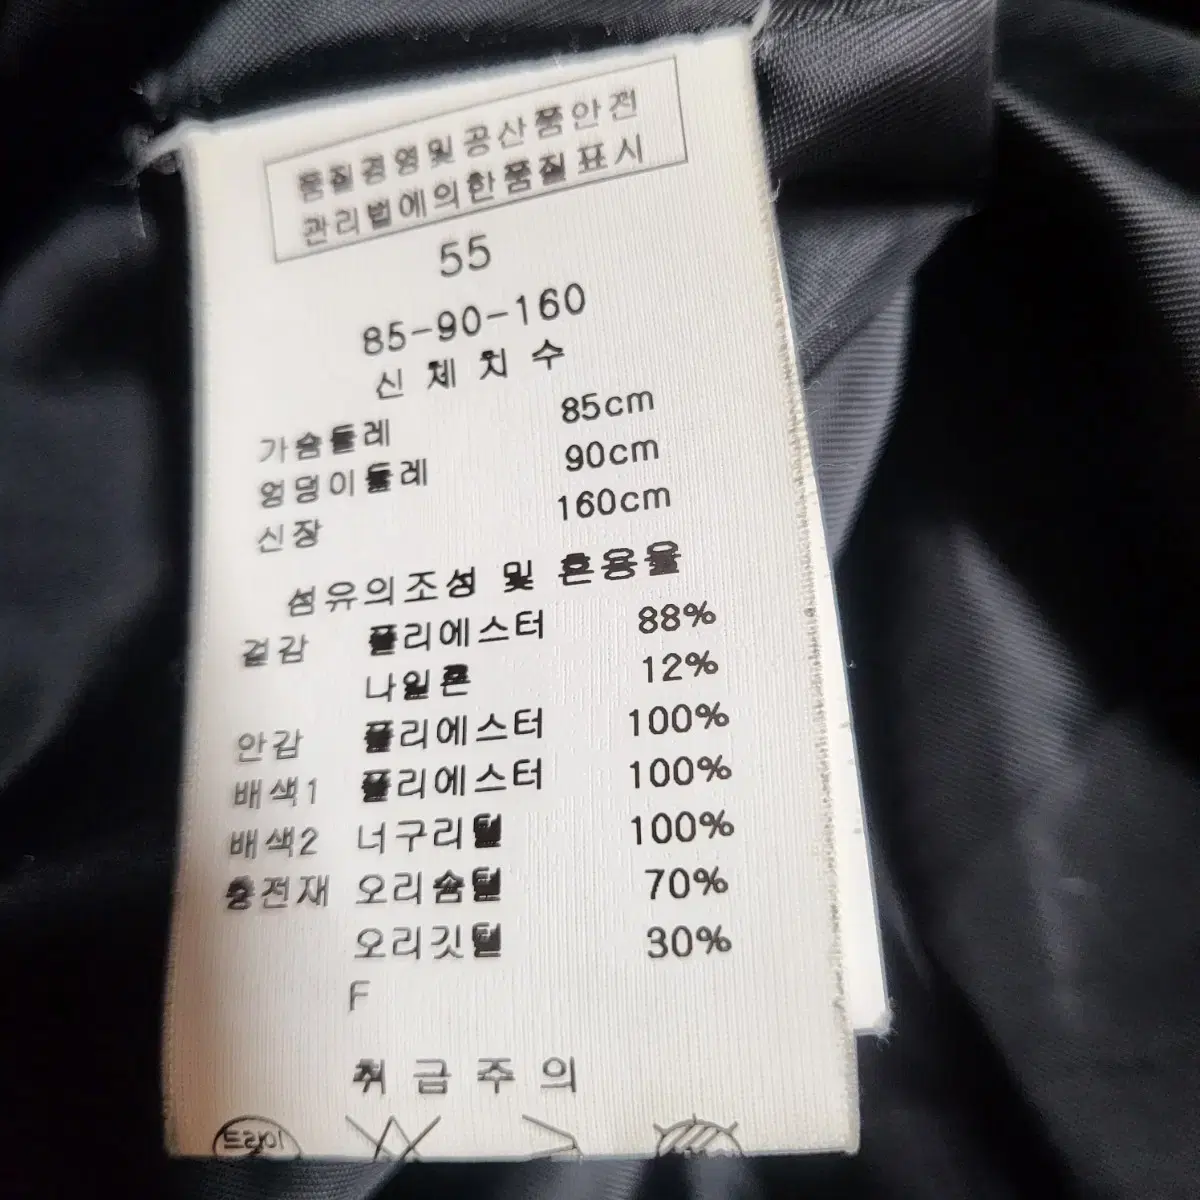 품질경영및공산품안전
관리법에의한품질표시
55
85-90-160
신체치수
가슴둘레 85cm
엉덩이둘레 90cm
신장 160cm
섬유의조성 및 혼용율
겉감 폴리에스터 88%
나일론 12%
안감 폴리에스터 100%
배색1 폴리에스터 100%
배색2 너구리털 100%
충전재 오리솜털 70%
오리깃털 30%
F
취급주의
드라이